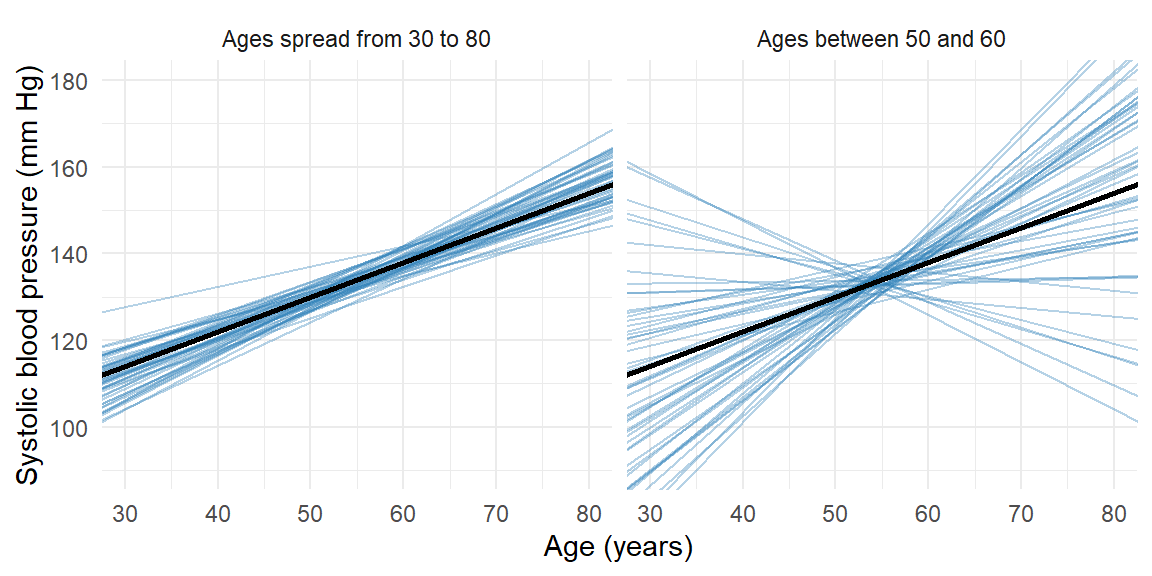 Ages spread from 30 to 80
Ages between 50 and 60
Systolic blood pressure (mm Hg)
180
160
140
120
100
30 40 50 60 70 80
30 40 50 60 70 80
Age (years)